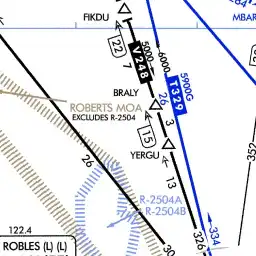 FIKDU
MBAR
22
7
5000
6000
V248
T329
5900G
26
3
BRALY
ROBERTS MOA
EXCLUDES R-2504
15
YERGU
26
13
352
R-2504A
R-2504B
122.4
ROBLES (L) (L)
30
326
334